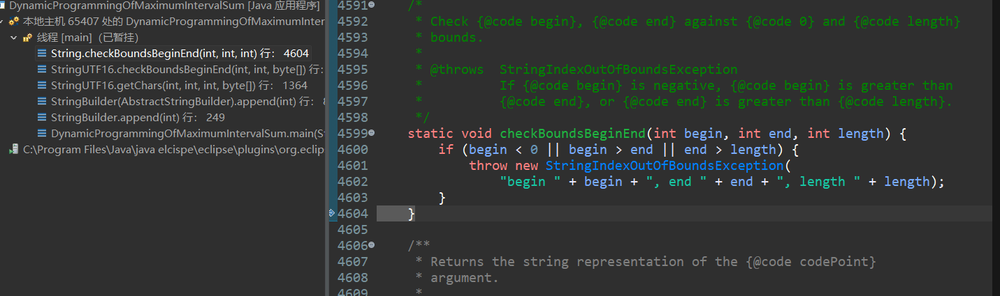 DynamicProgrammingOfMaximumIntervalSum [Java 应用程序]
本地主机 65407 处的 DynamicProgrammingOfMaximumInter
线程 [main]（已暂挂）
String.checkBoundsBeginEnd(int, int, int) 行： 4604
StringUTF16.checkBoundsBeginEnd(int, int, byte[]) 行：
StringUTF16.getChars(int, int, int, byte[]) 行： 1364
StringBuilder(AbstractStringBuilder).append(int) 行：
StringBuilder.append(int) 行： 249
DynamicProgrammingOfMaximumIntervalSum.main(S
C:\Program Files\Java\java elcispe\eclipse\plugins\org.eclip
4591 /*
4592 * Check {@code begin}, {@code end} against {@code 0} and {@code length}
4593 * bounds.
4594 *
4595 * @throws  StringIndexOutOfBoundsException
4596 *          If {@code begin} is negative, {@code begin} is greater than
4597 *          {@code end}, or {@code end} is greater than {@code length}.
4598 */
4599 static void checkBoundsBeginEnd(int begin, int end, int length) {
4600 if (begin < 0 || begin > end || end > length) {
4601 throw new StringIndexOutOfBoundsException(
4602 "begin " + begin + ", end " + end + ", length " + length);
4603 }
4604 }
4605
4606 /**
4607 * Returns the string representation of the {@code codePoint}
4608 * argument.
4609 *